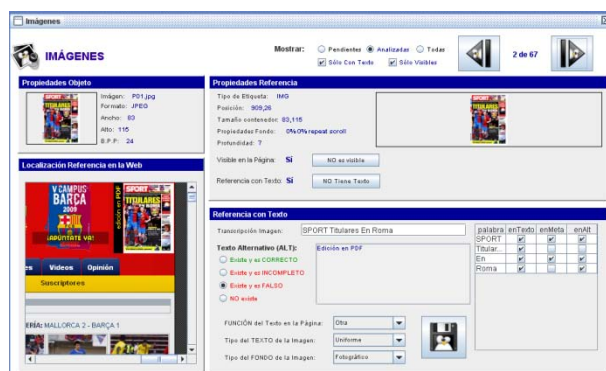 Imágenes
IMÁGENES
Mostrar:
Pendientes Analizadas Todas
Sólo Con Texto Sólo Visibles
2 de 67
Propiedades Objeto
Imágen: P01.jpg
Formato: JPEG
Ancho: 83
Alto: 115
B.P.P: 24
Propiedades Referencia
Tipo de Etiqueta: IMG
Posición: 909,26
Tamaño contenedor: 83,115
Propiedades Fondo: 0% 0% repeat scroll
Profundidad: 7
Visible en la Página: Sí
NO es visible
Referencia con Texto: Sí
NO Tiene Texto
Localización Referencia en la Web
V CAMPUS
BARÇA
2009
¡APÚNTATE YA!
edición en PDF
SPORT
TITULARES
EN ROMA
es Videos Opinión
Suscriptores
ERÍA: MALLORCA 2 - BARÇA 1
Referencia con Texto
Transcripción Imagen: SPORT Titulares En Roma
Texto Alternativo (ALT):
Edición en PDF
Existe y es CORRECTO
Existe y es INCOMPLETO
Existe y es FALSO
NO existe
FUNCIÓN del Texto en la Página: Otra
Tipo del TEXTO de la Imagen: Uniforme
Tipo del FONDO de la Imagen: Fotográfico
palabra enTexto enMeta enAlt
SPORT
Titular...
En
Roma